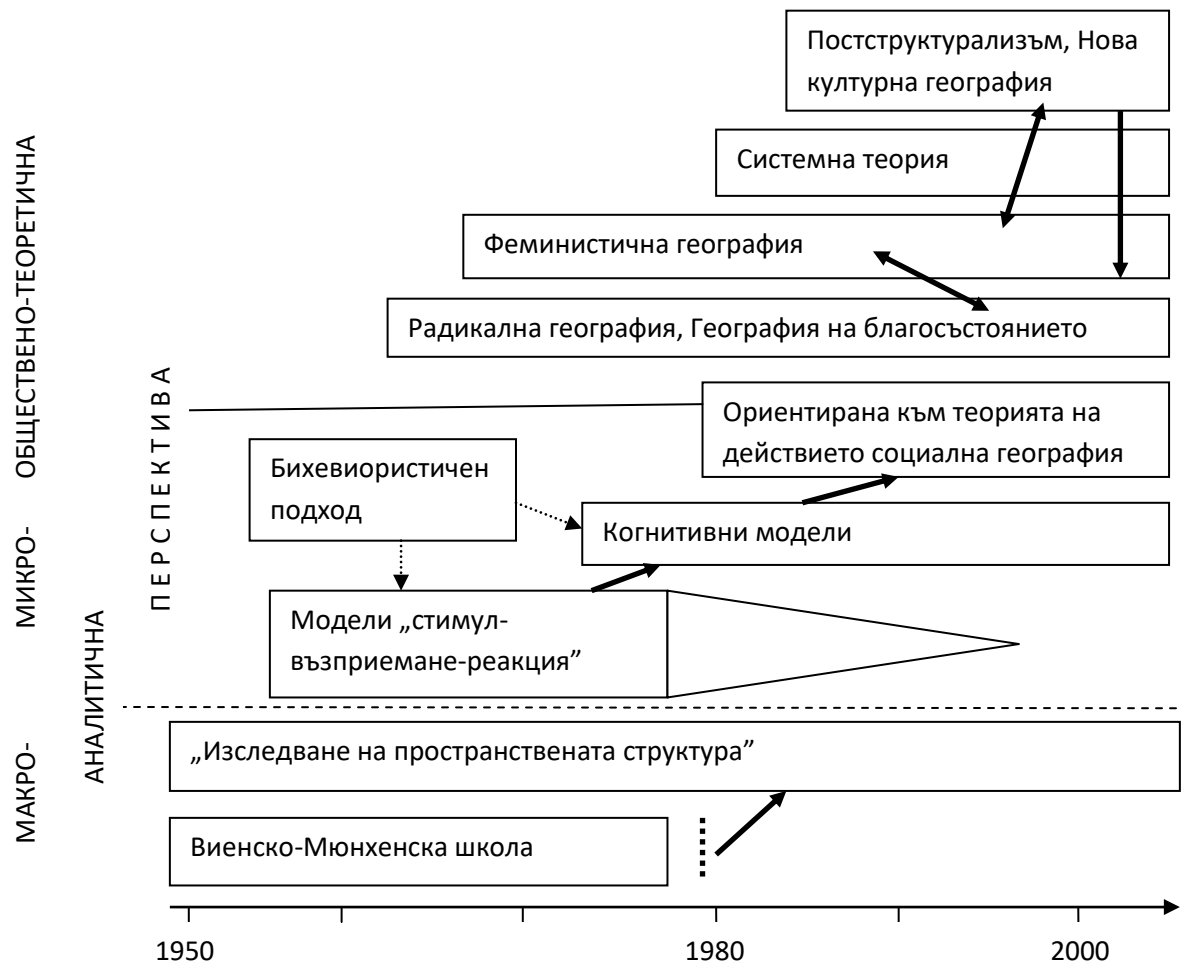 Постструктурализъм, Нова
културна география
Системна теория
Феминистична география
Радикална география, География на благосъстоянието
Ориентирана към теорията на
действието социална география
Бихевиористичен
подход
Когнитивни модели
Модели „стимул-
възприемане-реакция”
„Изследване на пространствената структура”
Виенско-Мюнхенска школа
ОБЩЕСТВЕНО-ТЕОРЕТИЧНА
МИКРО-
МАКРО-
АНАЛИТИЧНА
ПЕРСПЕКТИВА
1950
1980
2000